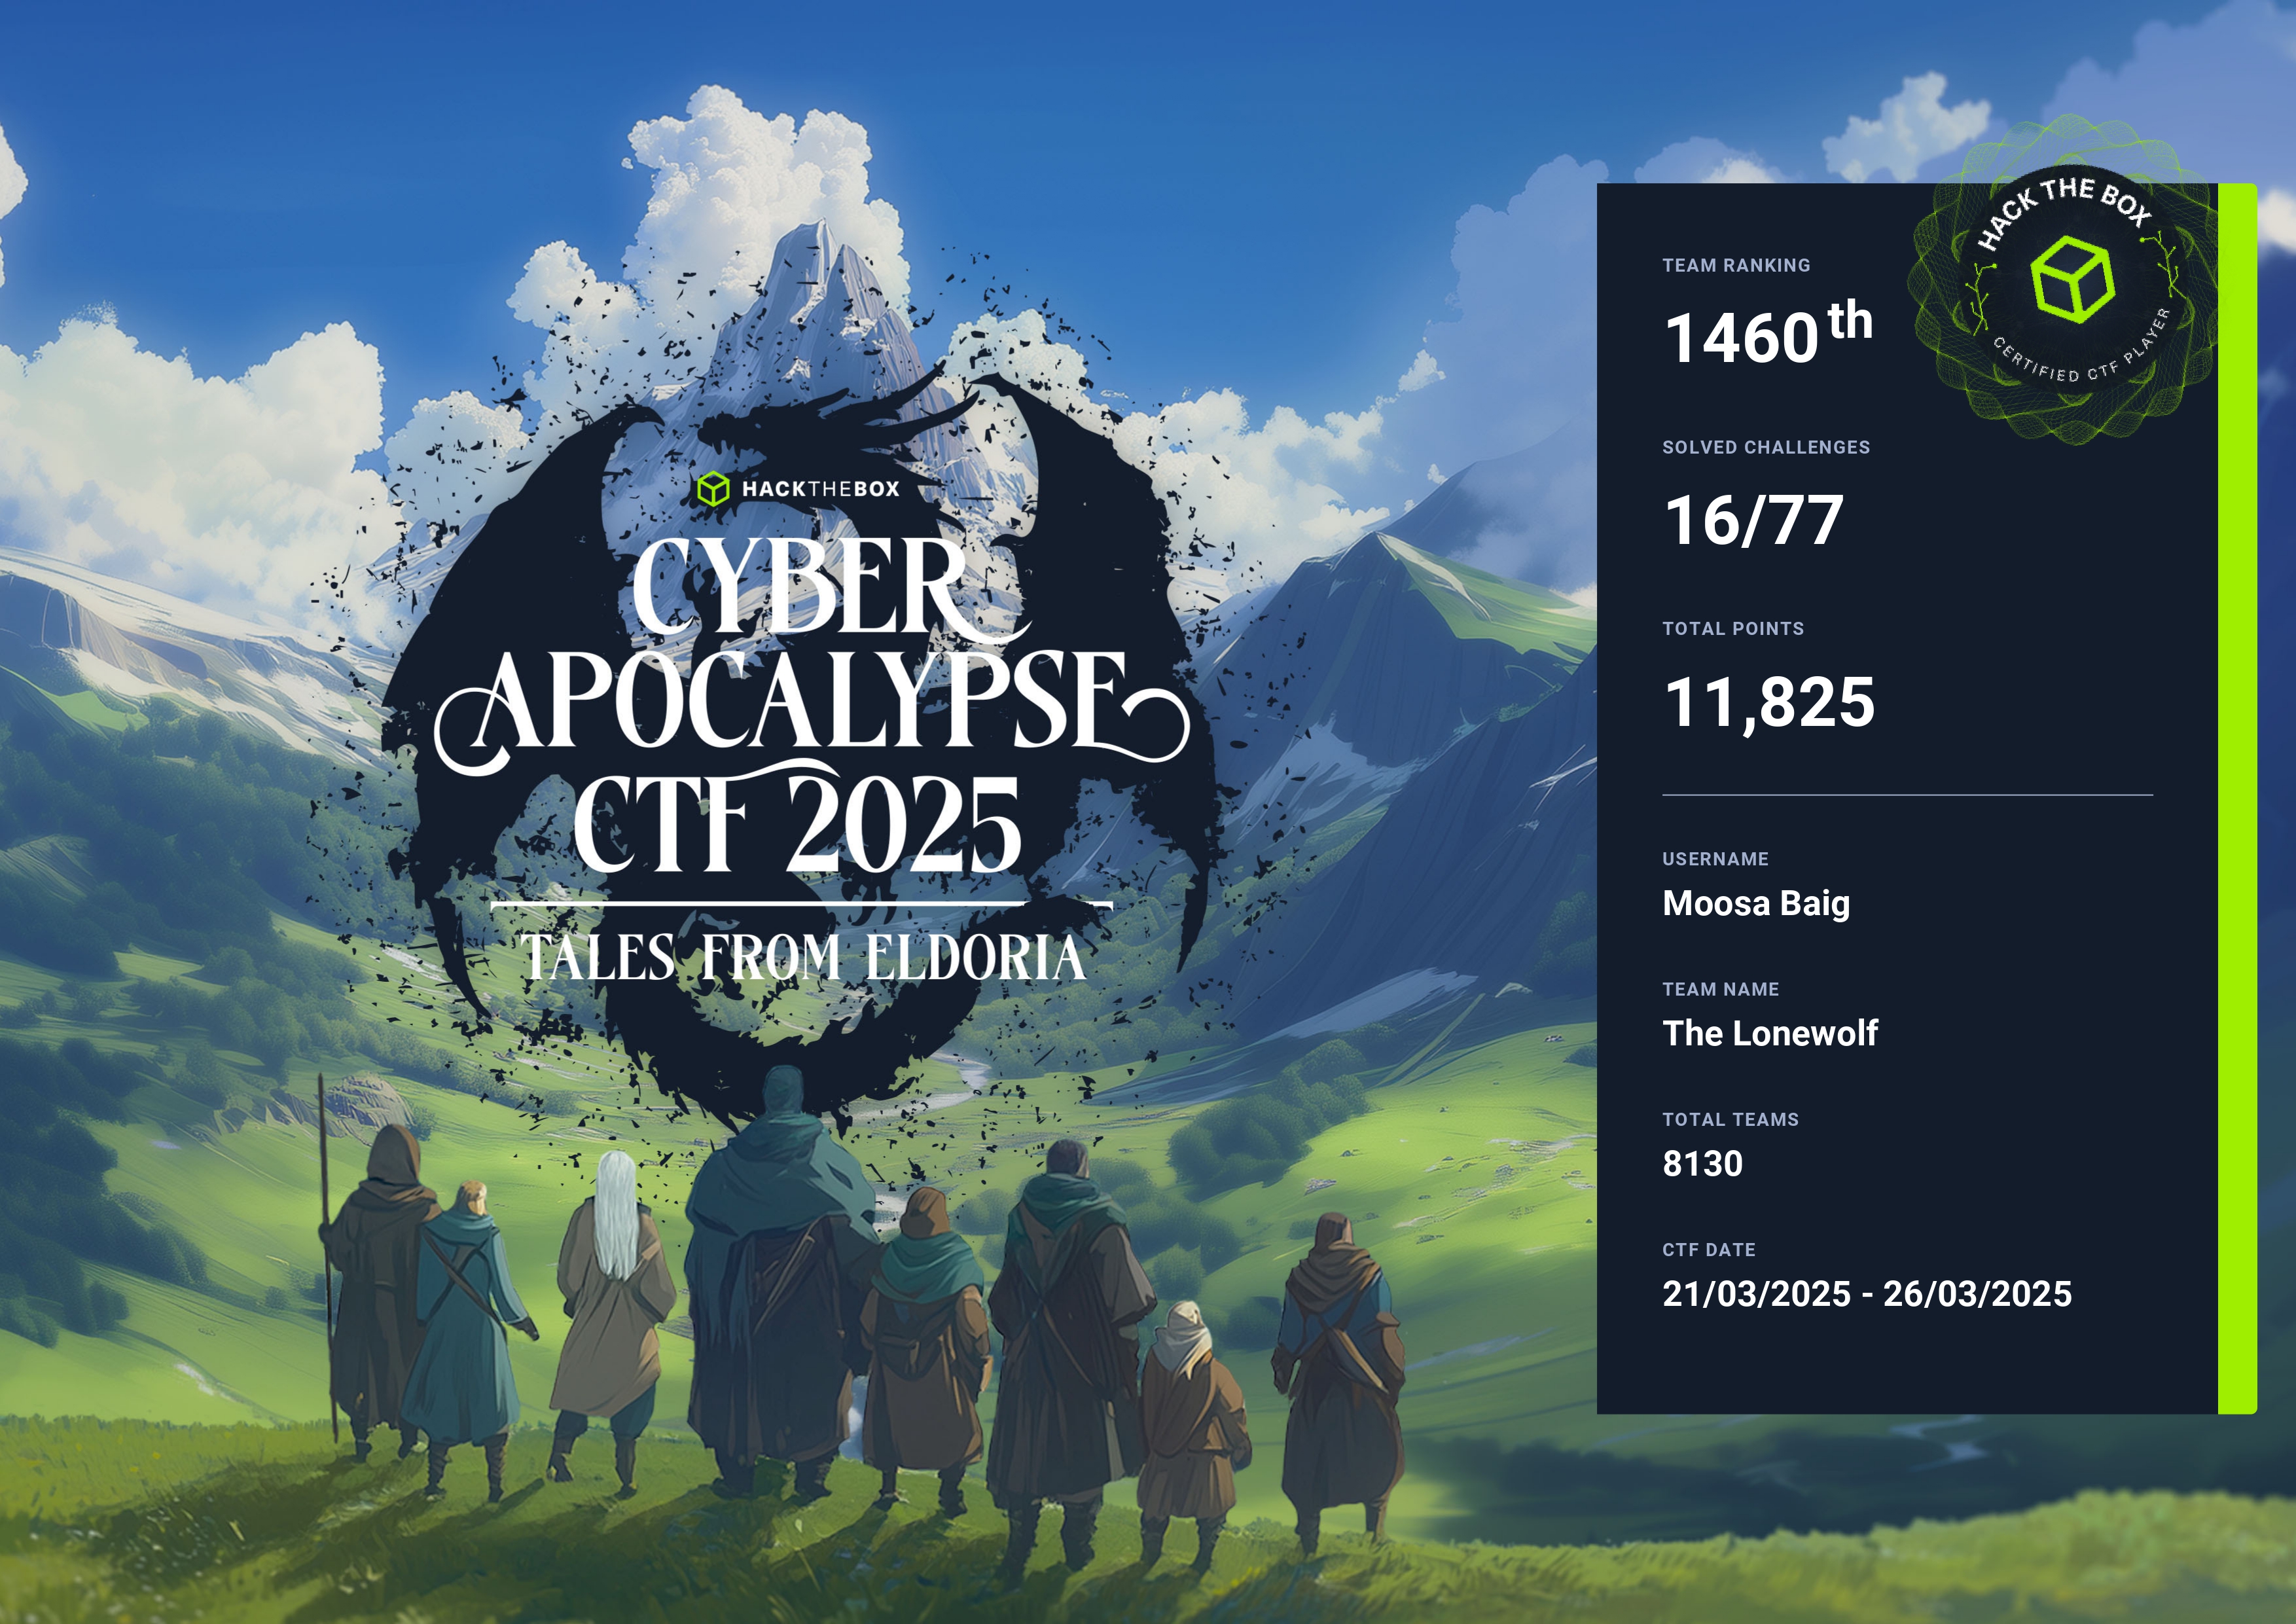 HACKTHEBOX
CYBER
APOCALYPSE
CTF 2025
TALES FROM ELDORIA
HACK THE BOX
CERTIFIED CTF PLAYER
TEAM RANKING
1460th
SOLVED CHALLENGES
16/77
TOTAL POINTS
11,825
USERNAME
Moosa Baig
TEAM NAME
The Lonewolf
TOTAL TEAMS
8130
CTF DATE
21/03/2025 - 26/03/2025